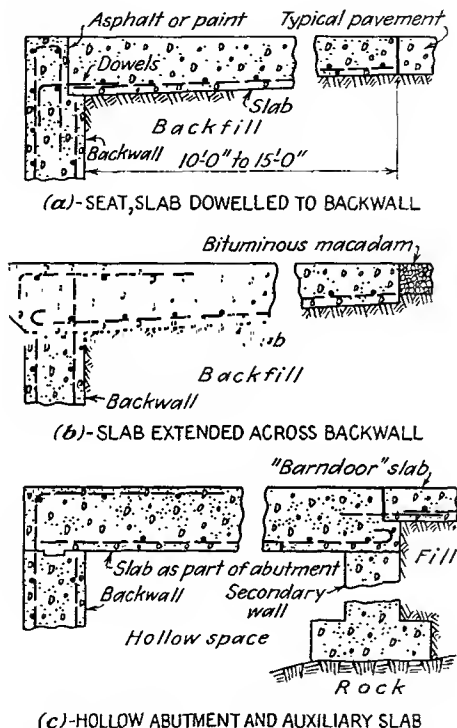 Asphalt or paint
Typical pavement
Dowels
Slab
Backfill
Backwall
10'-0" to 15'-0"
(a)-SEAT, SLAB DOWELLED TO BACKWALL
Bituminous macadam
Backfill
Backwall
(b)-SLAB EXTENDED ACROSS BACKWALL
"Barndoor" slab
Slab as part of abutment
Fill
Backwall
Secondary
wall
Hollow space
Rock
(c)-HOLLOW ABUTMENT AND AUXILIARY SLAB